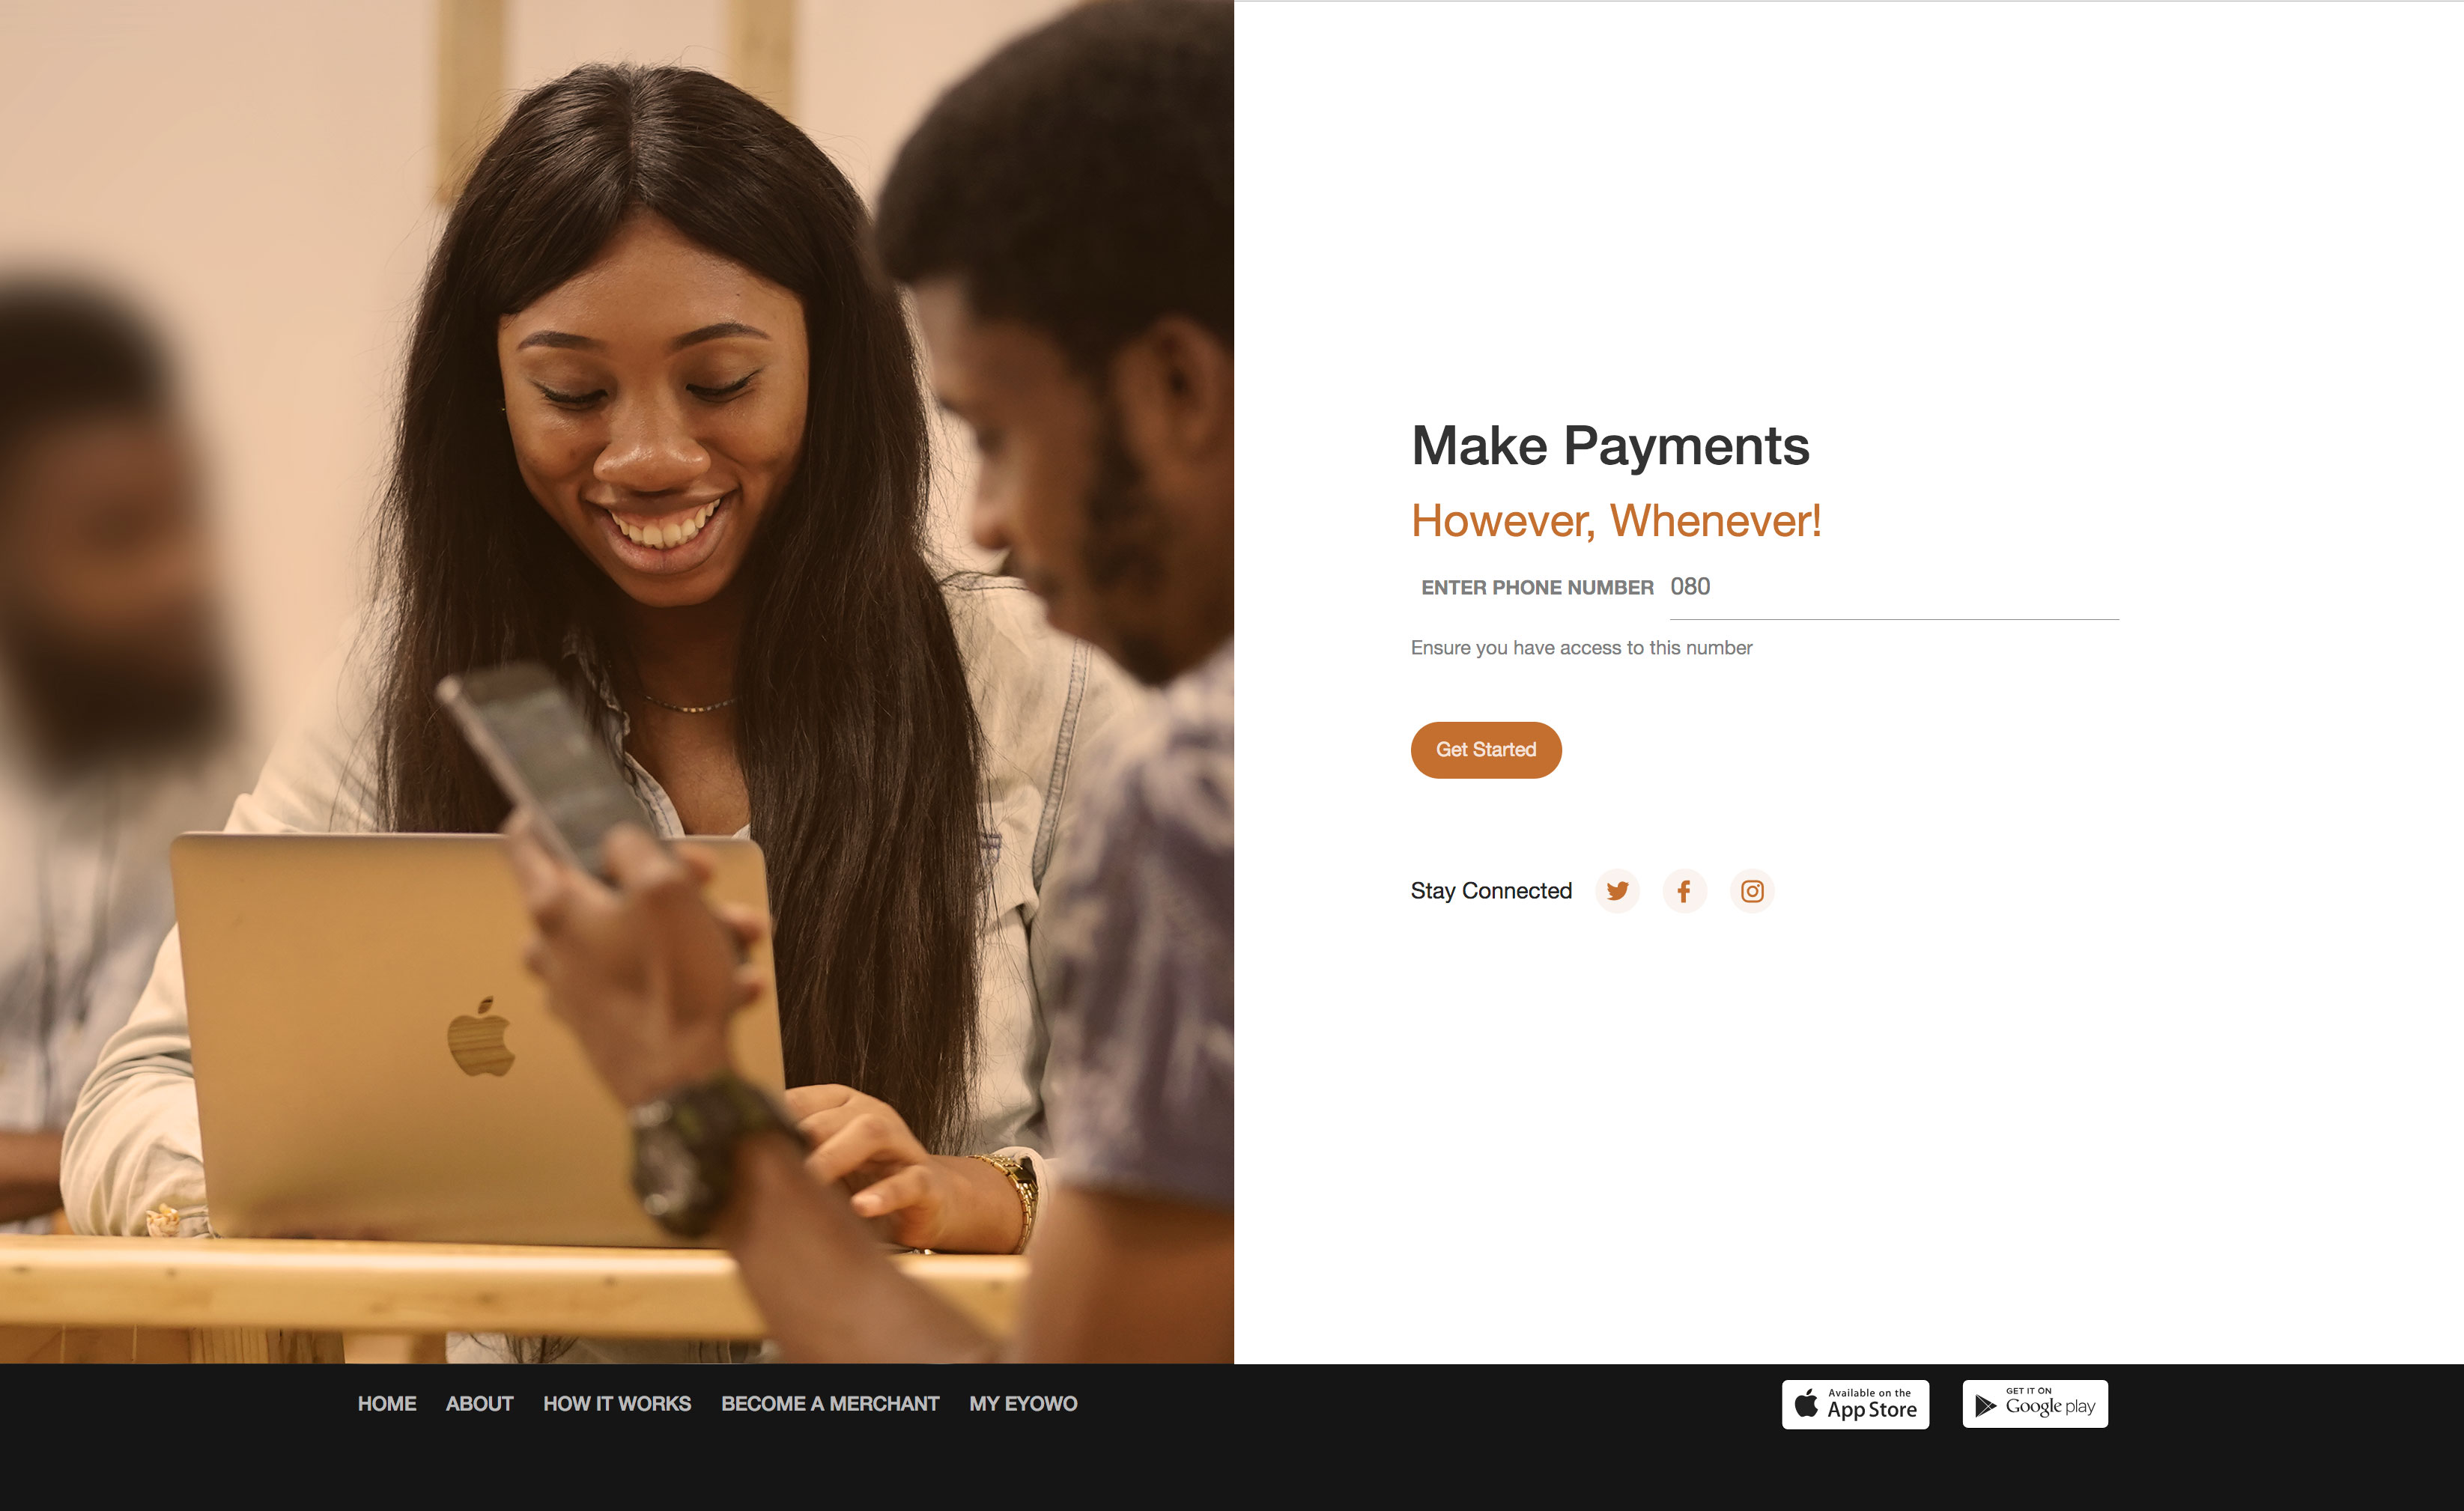 Make Payments
However, Whenever!
ENTER PHONE NUMBER 080
Ensure you have access to this number
Get Started
Stay Connected
HOME ABOUT HOW IT WORKS BECOME A MERCHANT MY EYOWO
Available on the
App Store
GET IT ON
Google play